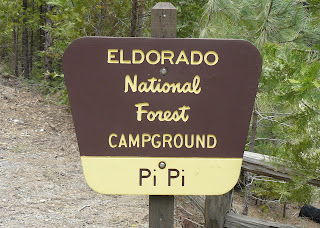 ELDORADO
National
Forest
CAMPGROUND
Pi Pi